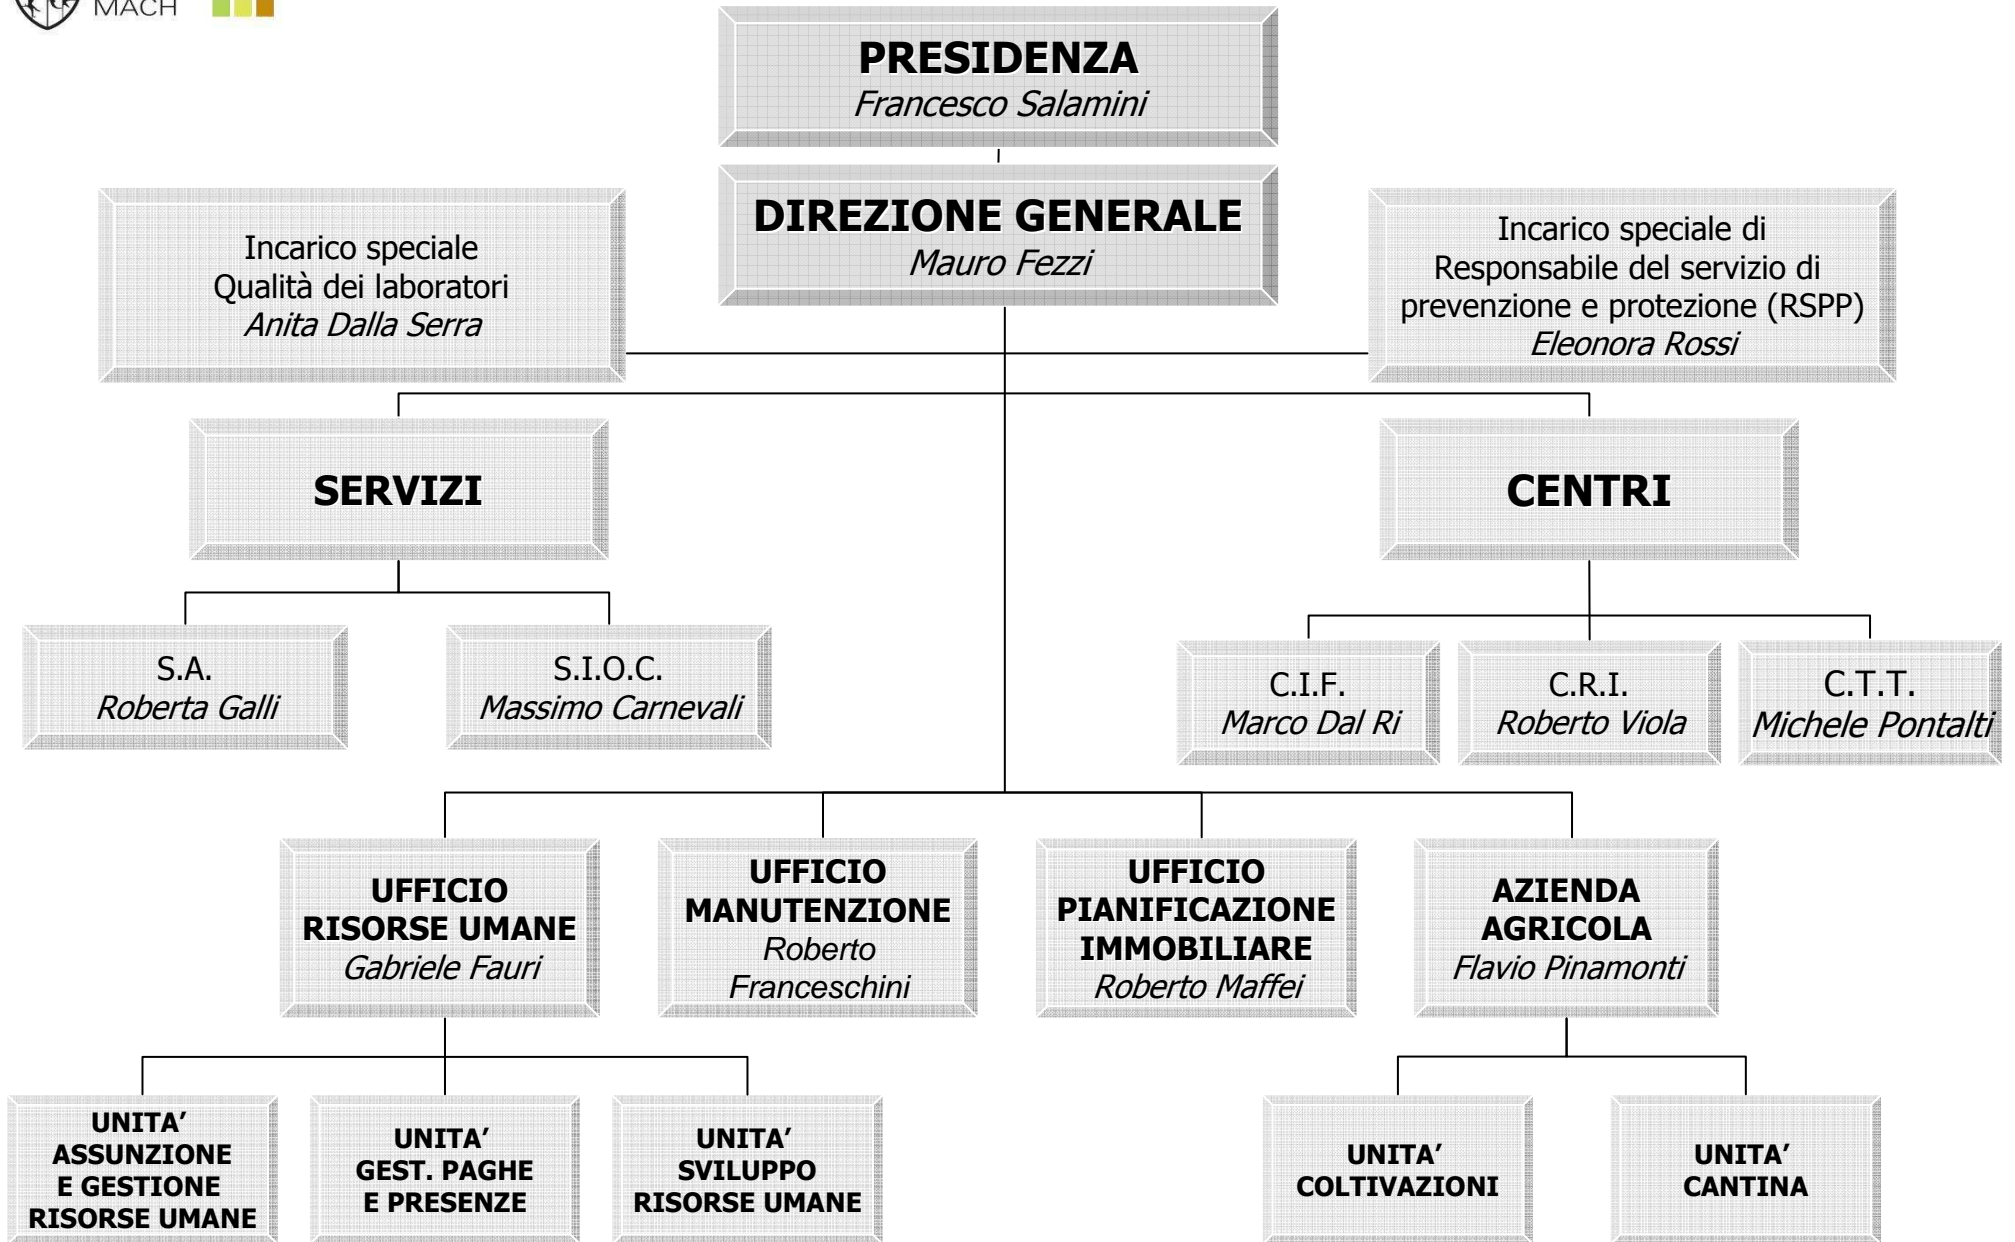 MACH
PRESIDENZA
Francesco Salamini
DIREZIONE GENERALE
Mauro Fezzi
Incarico speciale
Qualità dei laboratori
Anita Dalla Serra
Incarico speciale di
Responsabile del servizio di
prevenzione e protezione (RSPP)
Eleonora Rossi
SERVIZI
CENTRI
S.A.
Roberta Galli
S.I.O.C.
Massimo Carnevali
C.I.F.
Marco Dal Ri
C.R.I.
Roberto Viola
C.T.T.
Michele Pontalti
UFFICIO
RISORSE UMANE
Gabriele Fauri
UFFICIO
MANUTENZIONE
Roberto
Franceschini
UFFICIO
PIANIFICAZIONE
IMMOBILIARE
Roberto Maffei
AZIENDA
AGRICOLA
Flavio Pinamonti
UNITA’
ASSUNZIONE
E GESTIONE
RISORSE UMANE
UNITA’
GEST. PAGHE
E PRESENZE
UNITA’
SVILUPPO
RISORSE UMANE
UNITA’
COLTIVAZIONI
UNITA’
CANTINA